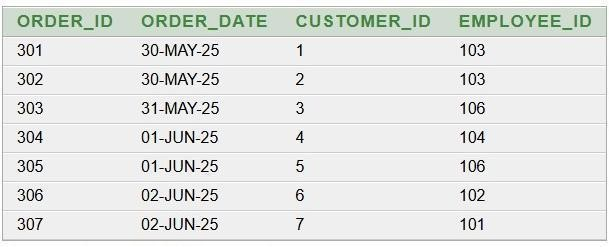 ORDER_ID ORDER_DATE CUSTOMER_ID EMPLOYEE_ID
301 30-MAY-25 1 103
302 30-MAY-25 2 103
303 31-MAY-25 3 106
304 01-JUN-25 4 104
305 01-JUN-25 5 106
306 02-JUN-25 6 102
307 02-JUN-25 7 101